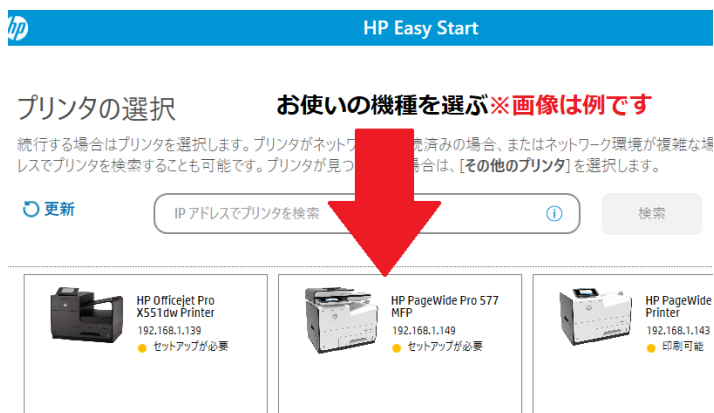 hp
HP Easy Start
プリンタの選択
お使いの機種を選ぶ※画像は例です
続行する場合はプリンタを選択します。プリンタがネットワ 売済みの場合、またはネットワーク環境が複雑な場
レスでプリンタを検索することも可能です。プリンタが見つ 場合は、[その他のプリンタ] を選択します。
更新
IP アドレスでプリンタを検索
検索
HP Officejet Pro
X551dw Printer
192.168.1.139
セットアップが必要
HP PageWide Pro 577
MFP
192.168.1.149
セットアップが必要
HP PageWide
Printer
192.168.1.143
印刷可能